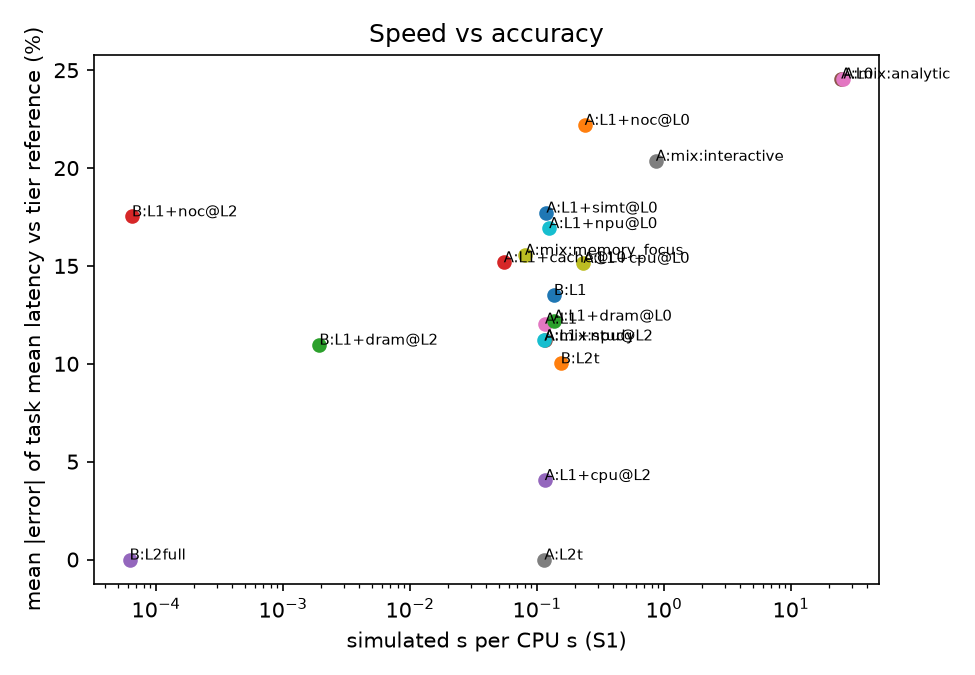 Speed vs accuracy
mean |error| of task mean latency vs tier reference (%)
25
20
15
10
5
0
A:mix:analytic
A:L1+noc@L0
A:mix:interactive
B:L1+noc@L2
A:L1+simt@L0
A:L1+npu@L0
A:mix:memory_focus
A:L1+cpu@L0
B:L1
A:L1+dram@L0
A:L1
B:L1+dram@L2
B:L2t
A:L1+cpu@L2
B:L2full
A:L2t
10⁻⁴
10⁻³
10⁻²
10⁻¹
10⁰
10¹
simulated s per CPU s (S1)